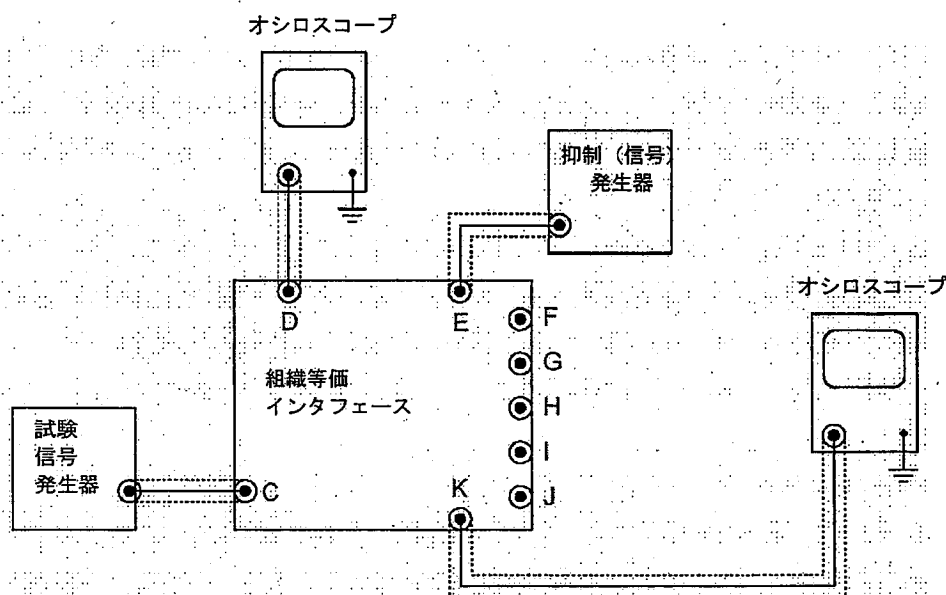 オシロスコープ
抑制（信号）
発生器
オシロスコープ
D
E
F
G
H
I
J
K
C
組織等価
インタフェース
試験
信号
発生器